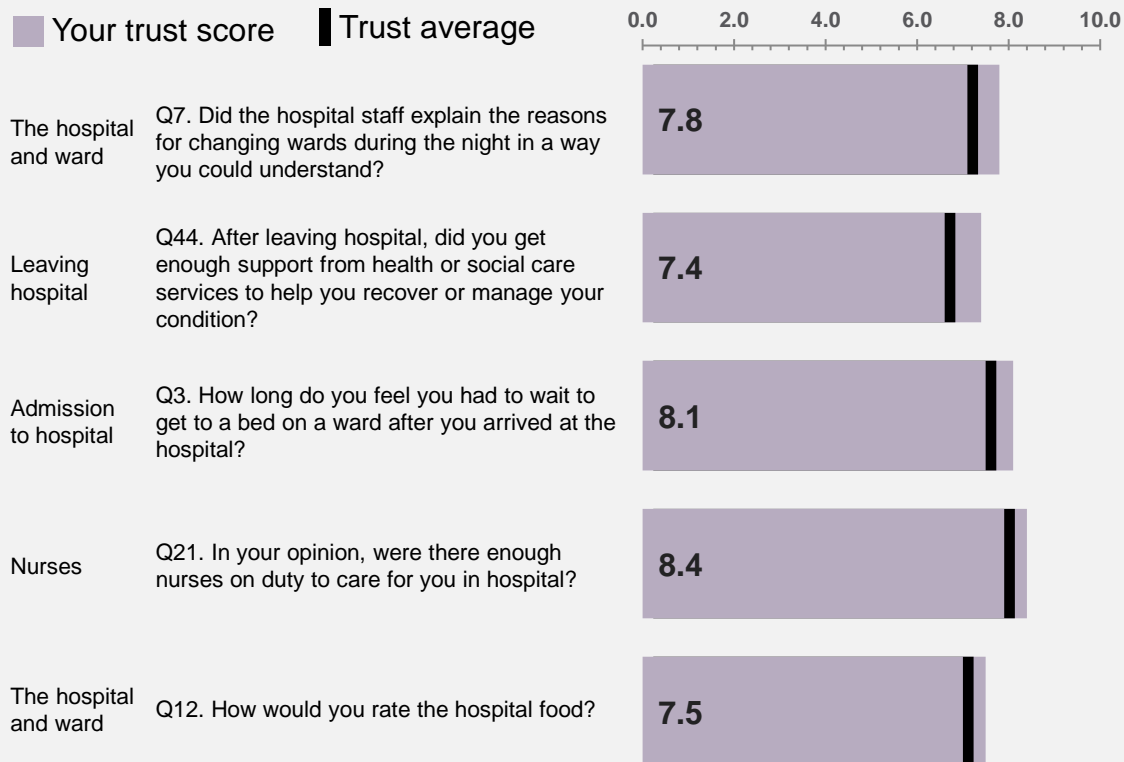 Your trust score
Trust average
0.0 2.0 4.0 6.0 8.0 10.0
The hospital
and ward
Q7. Did the hospital staff explain the reasons
for changing wards during the night in a way
you could understand?
7.8
Leaving
hospital
Q44. After leaving hospital, did you get
enough support from health or social care
services to help you recover or manage your
condition?
7.4
Admission
to hospital
Q3. How long do you feel you had to wait to
get to a bed on a ward after you arrived at the
hospital?
8.1
Nurses
Q21. In your opinion, were there enough
nurses on duty to care for you in hospital?
8.4
The hospital
and ward
Q12. How would you rate the hospital food?
7.5